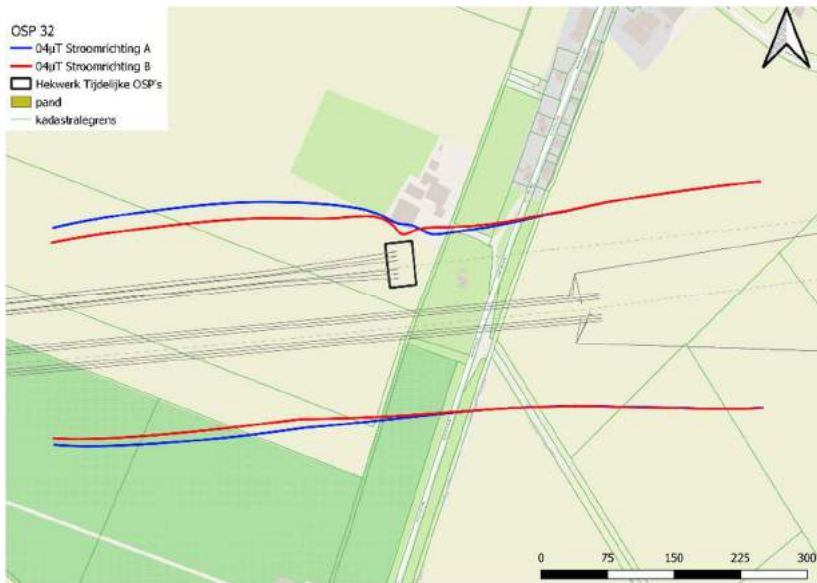 OSP 32
04µT Stroomrichting A
04µT Stroomrichting B
Hekwerk Tijdelijke OSP's
pand
kadastralegrens
0 75 150 225 300